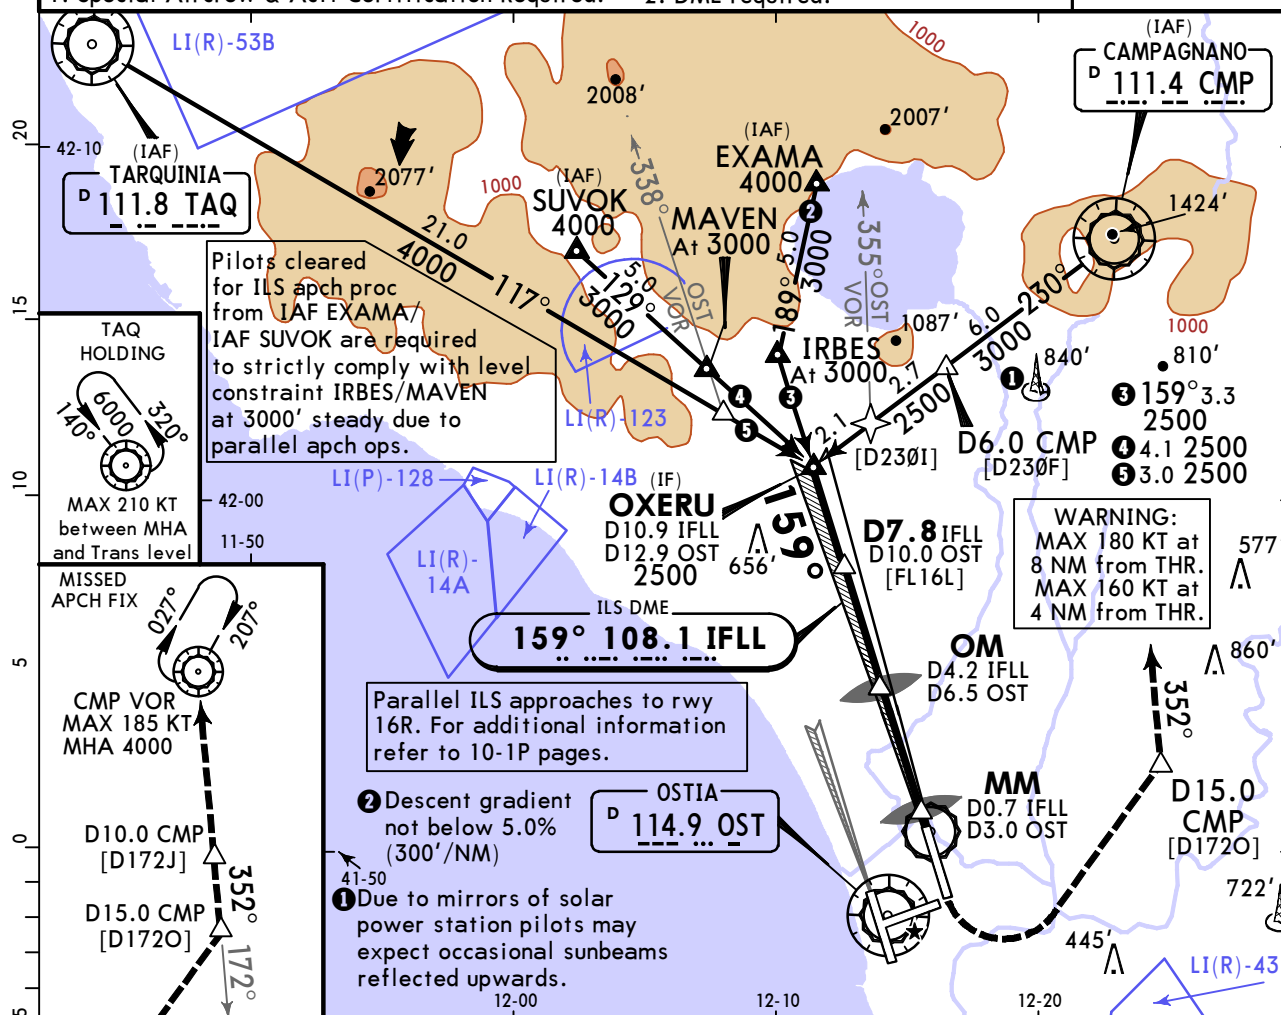 1. Special Aircrew & Acft Certification Required.   2. DME required.
LI(R)-53B
1000
(IAF)
CAMPAGNANO
D 111.4 CMP
2008'
2007'
(IAF)
EXAMA
4000
20
42-10
(IAF)
TARQUINIA
D 111.8 TAQ
2077'
1000
(IAF)
SUVOK
4000
338°
OST
VOR
MAVEN
At 3000
2
5.0
3000
189°
355°
OST
VOR
1424'
21.0
4000
117°
5.0
129°
3000
230°
6.0
3000
1000
Pilots cleared
for ILS apch proc
from IAF EXAMA/
IAF SUVOK are required
to strictly comply with level
constraint IRBES/MAVEN
at 3000' steady due to
parallel apch ops.
15
TAQ
HOLDING
6000
140°
320°
MAX 210 KT
between MHA
and Trans level
1087'
IRBES
At 3000
2.7
2500
2.1
1
840'
810'
3 159° 3.3
2500
4 4.1 2500
5 3.0 2500
LI(R)-123
4
3
5
[D230I]
D6.0 CMP
[D230F]
10
42-00
11-50
LI(P)-128
LI(R)-14B
LI(R)-
14A
(IF)
OXERU
D10.9 IFLL
D12.9 OST
2500
656'
159°
D7.8 IFLL
D10.0 OST
[FL16L]
WARNING:
MAX 180 KT at
8 NM from THR.
MAX 160 KT at
4 NM from THR.
577'
MISSED
APCH FIX
027°
207°
ILS DME
159° 108.1 IFLL
5
OM
D4.2 IFLL
D6.5 OST
860'
352°
CMP VOR
MAX 185 KT
MHA 4000
Parallel ILS approaches to rwy
16R. For additional information
refer to 10-1P pages.
MM
D0.7 IFLL
D3.0 OST
D15.0
CMP
[D172O]
2 Descent gradient
not below 5.0%
(300'/NM)
OSTIA
D 114.9 OST
0
D10.0 CMP
[D172J]
352°
41-50
1 Due to mirrors of solar
power station pilots may
expect occasional sunbeams
reflected upwards.
D15.0 CMP
[D172O]
172°
722'
445'
LI(R)-43
5
12-00
12-10
12-20